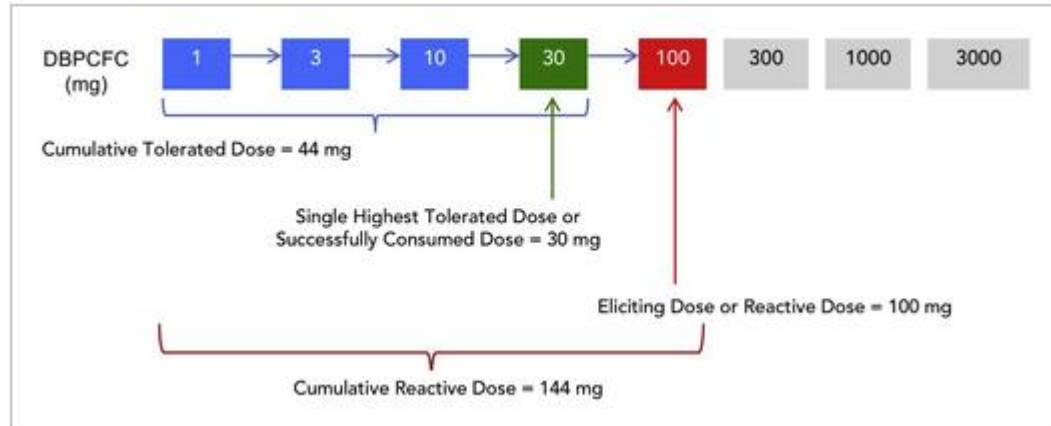 DBPCFC 1 3 10 30 100 300 1000 3000
(mg)
Cumulative Tolerated Dose = 44 mg
Single Highest Tolerated Dose or
Successfully Consumed Dose = 30 mg
Eliciting Dose or Reactive Dose = 100 mg
Cumulative Reactive Dose = 144 mg